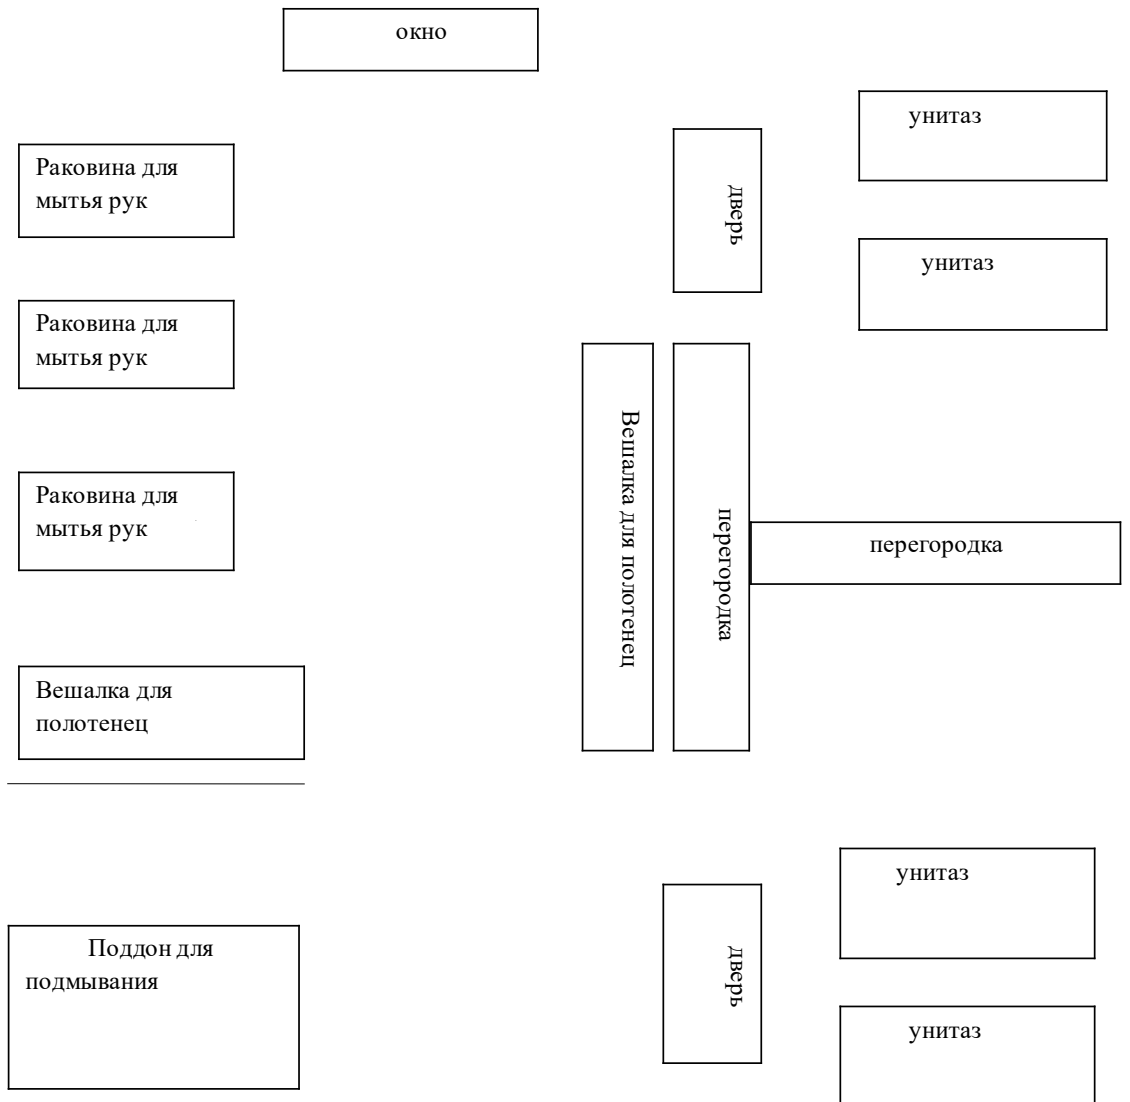 окно
унитаз
Раковина для
мытья рук
дверь
унитаз
Раковина для
мытья рук
Вешалка для полотенец
перегородка
Раковина для
мытья рук
перегородка
Вешалка для
полотенец
унитаз
Поддон для
подмывания
дверь
унитаз